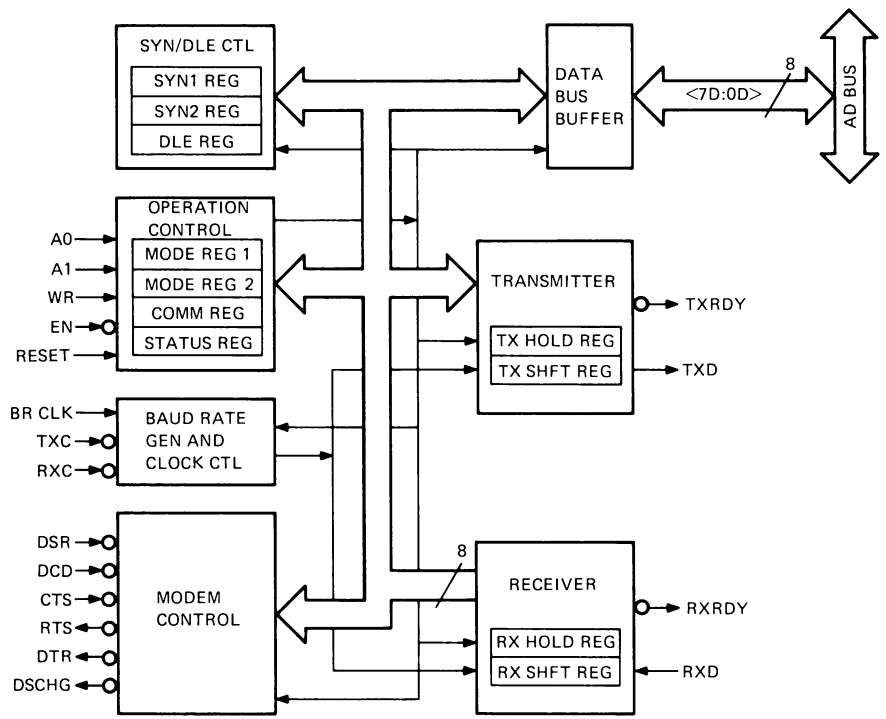 SYN/DLE CTL
SYN1 REG
SYN2 REG
DLE REG
DATA
BUS
BUFFER
8
<7D:0D>
AD BUS
OPERATION
CONTROL
MODE REG 1
MODE REG 2
COMM REG
STATUS REG
A0
A1
WR
EN
RESET
TRANSMITTER
TX HOLD REG
TX SHFT REG
TXRDY
TXD
BR CLK
TXC
RXC
BAUD RATE
GEN AND
CLOCK CTL
DSR
DCD
CTS
RTS
DTR
DSCHG
MODEM
CONTROL
8
RECEIVER
RX HOLD REG
RX SHFT REG
RXRDY
RXD